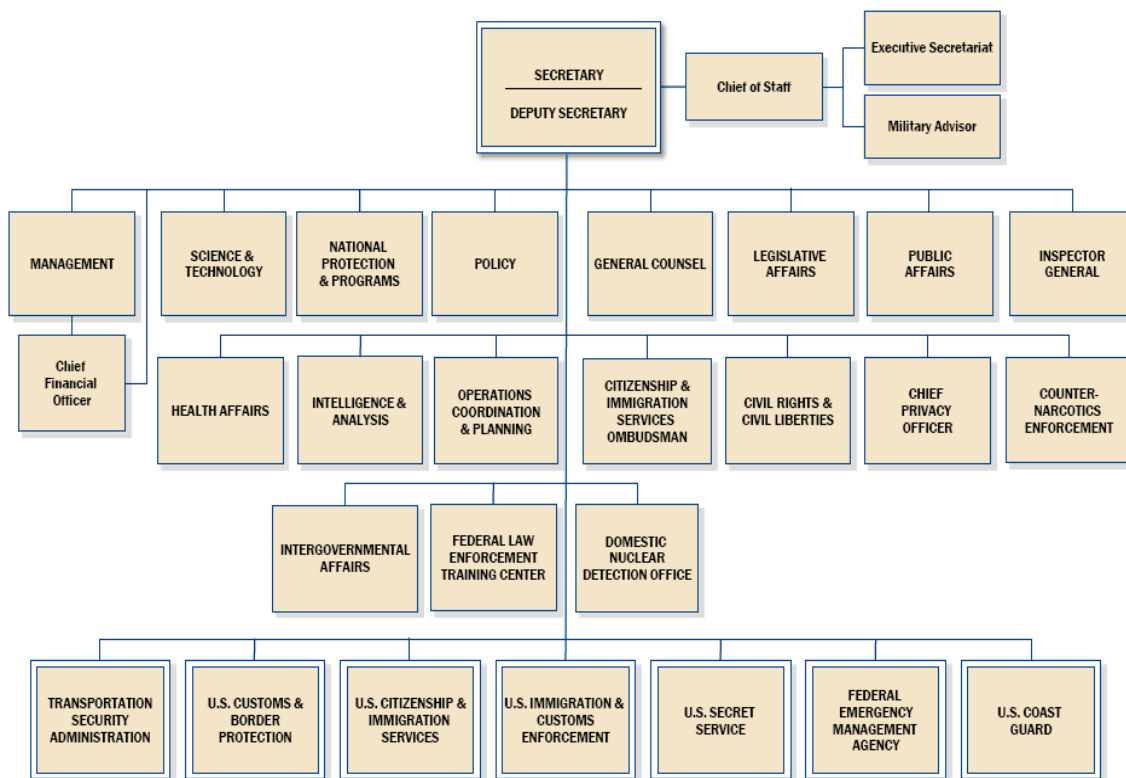 SECRETARY
DEPUTY SECRETARY
Chief of Staff
Executive Secretariat
Military Advisor
MANAGEMENT
SCIENCE &
TECHNOLOGY
NATIONAL
PROTECTION
& PROGRAMS
POLICY
GENERAL COUNSEL
LEGISLATIVE
AFFAIRS
PUBLIC
AFFAIRS
INSPECTOR
GENERAL
Chief
Financial
Officer
HEALTH AFFAIRS
INTELLIGENCE &
ANALYSIS
OPERATIONS
COORDINATION
& PLANNING
CITIZENSHIP &
IMMIGRATION
SERVICES
OMBUDSMAN
CIVIL RIGHTS &
CIVIL LIBERTIES
CHIEF
PRIVACY
OFFICER
COUNTER-
NARCOTICS
ENFORCEMENT
INTERGOVERNMENTAL
AFFAIRS
FEDERAL LAW
ENFORCEMENT
TRAINING CENTER
DOMESTIC
NUCLEAR
DETECTION OFFICE
TRANSPORTATION
SECURITY
ADMINISTRATION
U.S. CUSTOMS &
BORDER
PROTECTION
U.S. CITIZENSHIP &
IMMIGRATION
SERVICES
U.S. IMMIGRATION &
CUSTOMS
ENFORCEMENT
U.S. SECRET
SERVICE
FEDERAL
EMERGENCY
MANAGEMENT
AGENCY
U.S. COAST
GUARD